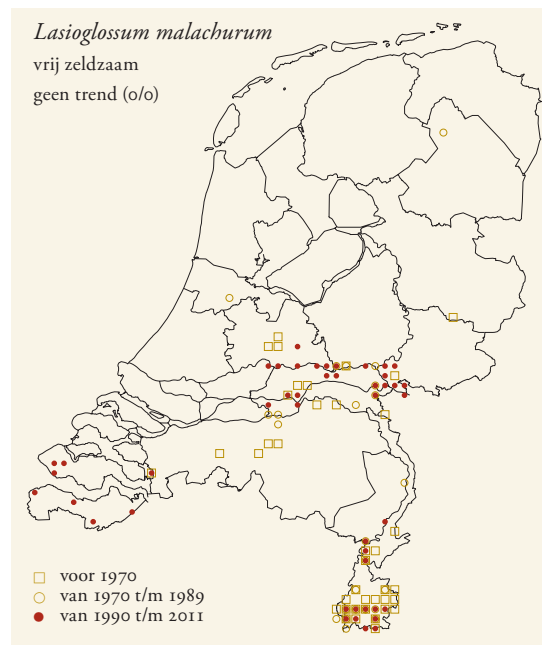 Lasioglossum malachurum
vrij zeldzaam
geen trend (0/0)
voor 1970
van 1970 t/m 1989
van 1990 t/m 2011